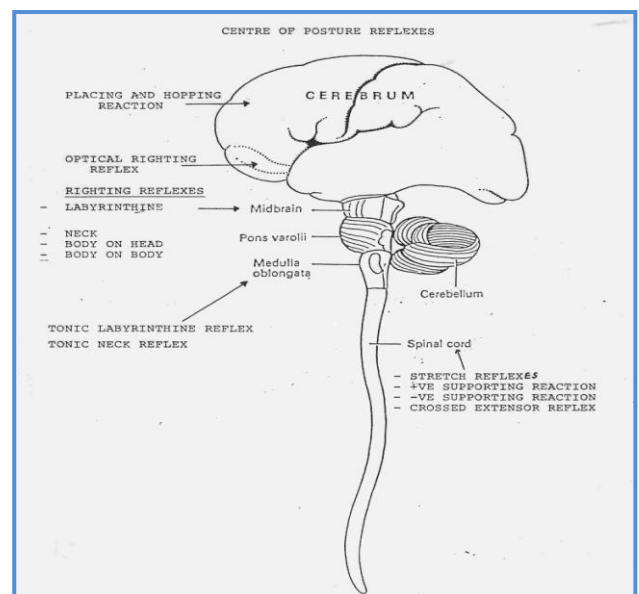 CENTRE OF POSTURE REFLEXES
PLACING AND HOPPING
REACTION
CEREBRUM
OPTICAL RIGHTING
REFLEX
RIGHTING REFLEXES
- LABYRINTHINE
Midbrain
- NECK
- BODY ON HEAD
- BODY ON BODY
Pons varolii
Medulla
oblongata
Cerebellum
TONIC LABYRINTHINE REFLEX
TONIC NECK REFLEX
Spinal cord
- STRETCH REFLEXES
- +VE SUPPORTING REACTION
- -VE SUPPORTING REACTION
- CROSSED EXTENSOR REFLEX